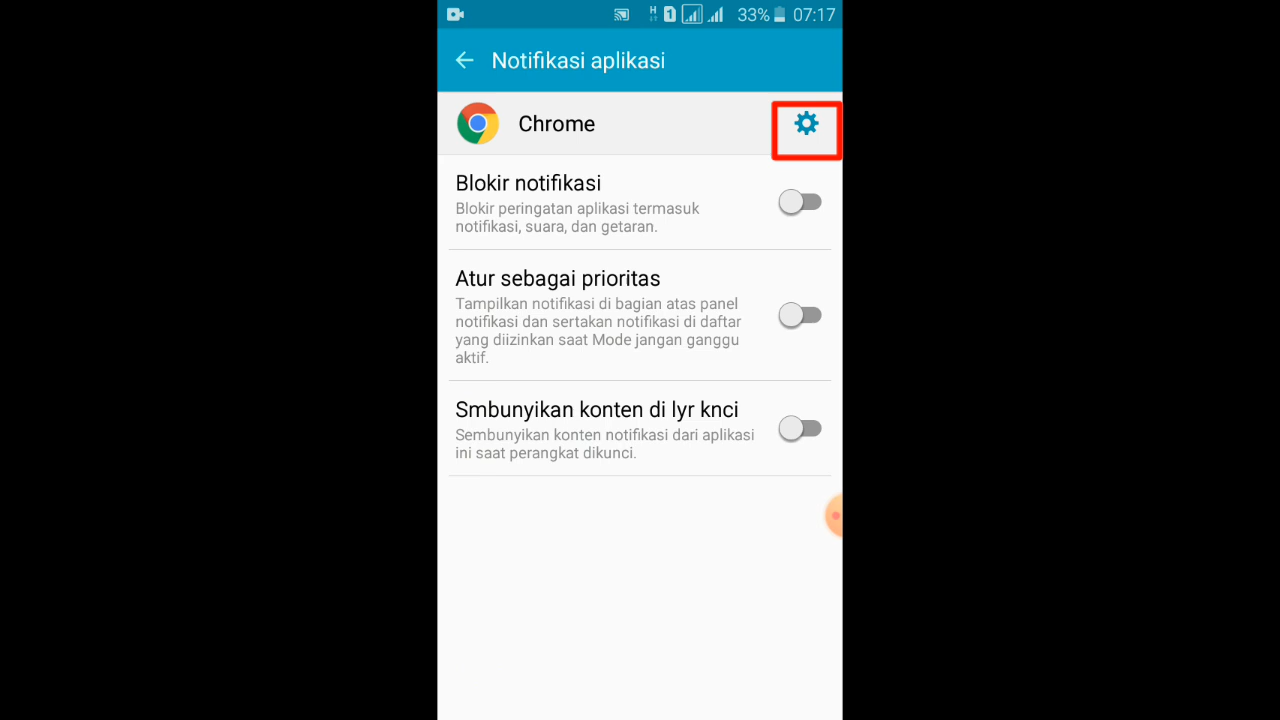 H 1 33% 07:17
Notifikasi aplikasi
Chrome
Blokir notifikasi
Blokir peringatan aplikasi termasuk
notifikasi, suara, dan getaran.
Atur sebagai prioritas
Tampilkan notifikasi di bagian atas panel
notifikasi dan sertakan notifikasi di daftar
yang diizinkan saat Mode jangan ganggu
aktif.
Smbunyikan konten di lyr knci
Sembunyikan konten notifikasi dari aplikasi
ini saat perangkat dikunci.